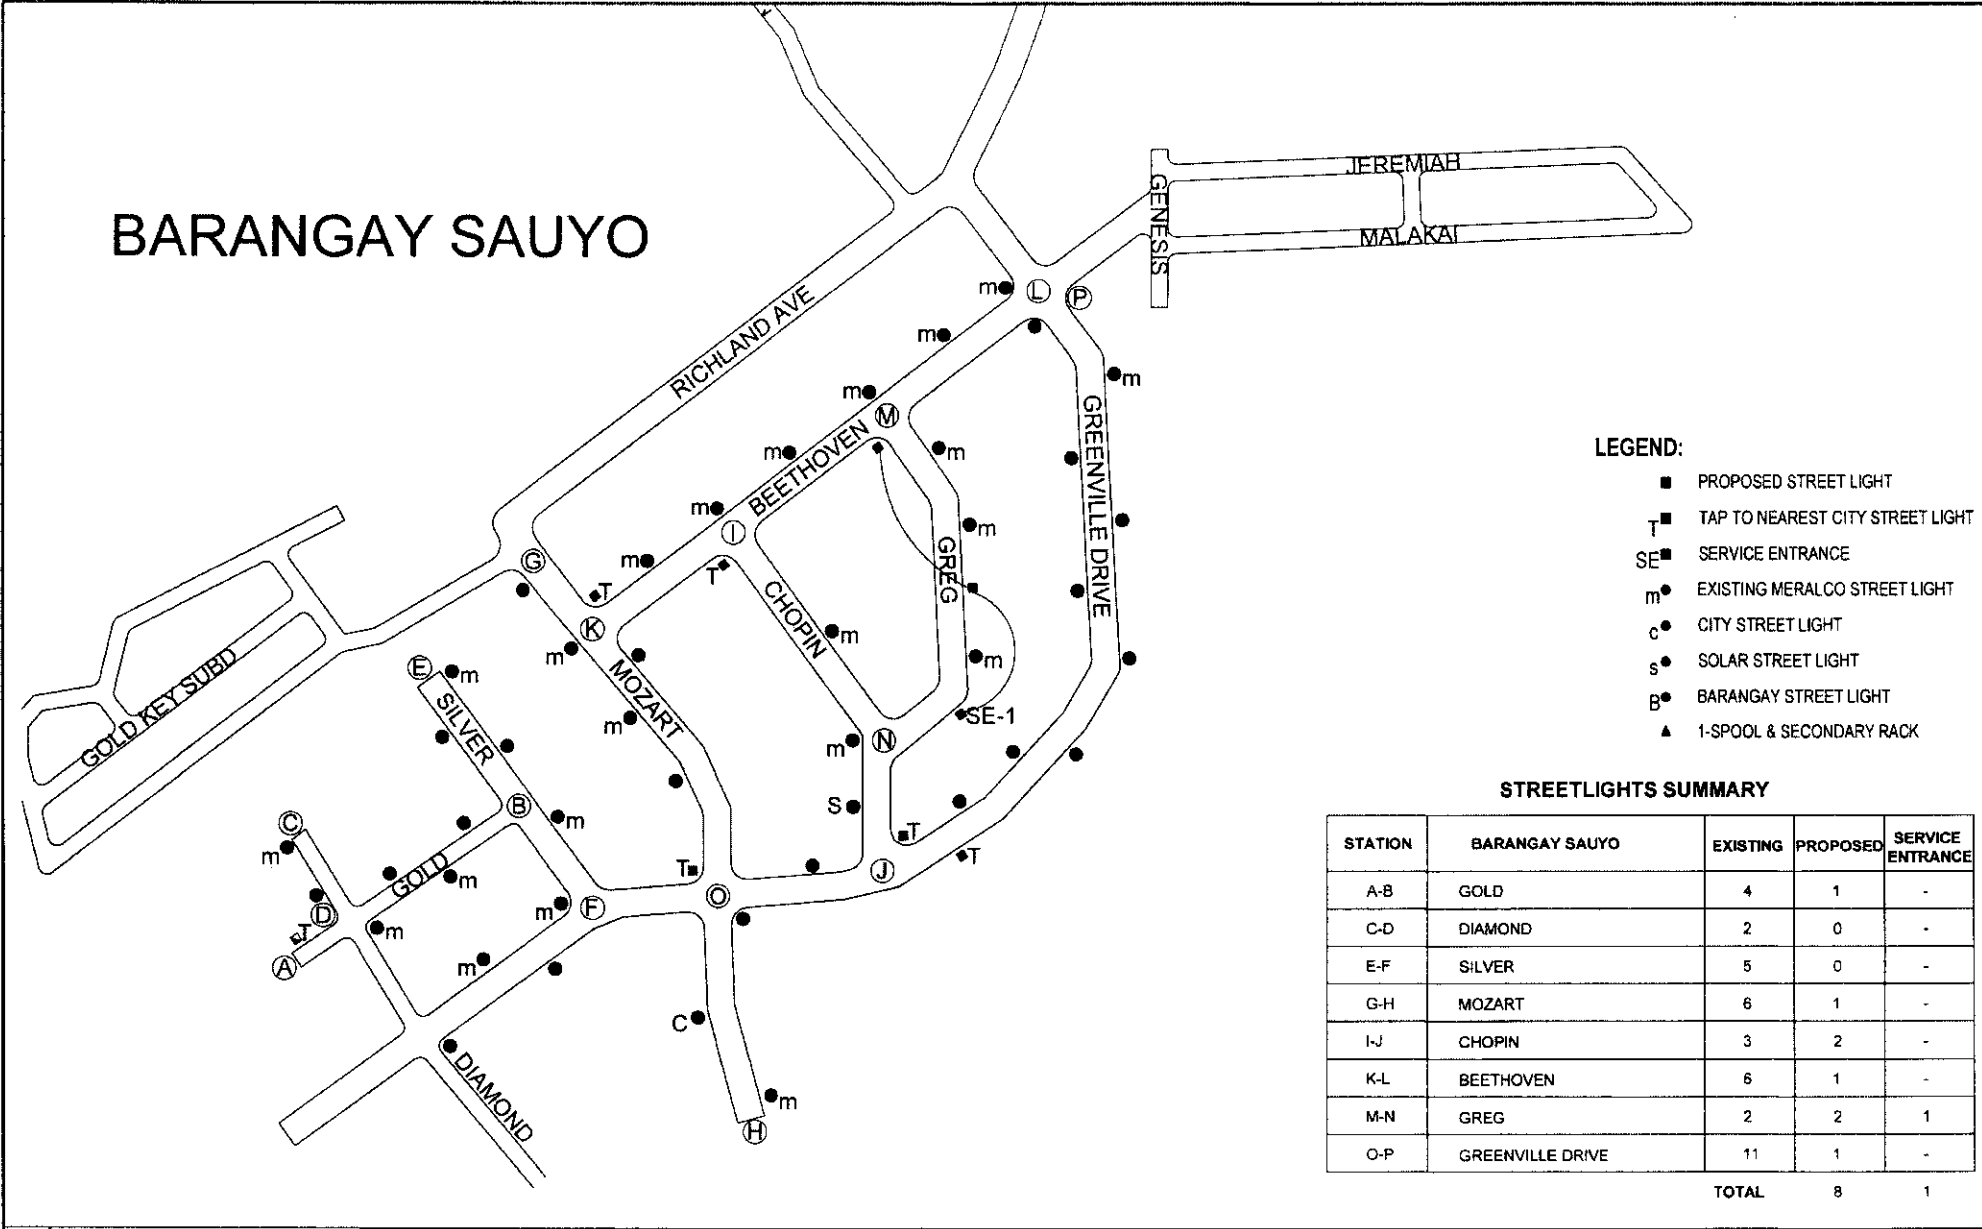 BARANGAY SAUYO
JEREMIAH
GENESIS
MALAKAI
RICHLAND AVE
m L P
m
m m
M
m BEETHOVEN m
GREENVILLE DRIVE
m
I
m
G m
T T
GREG
CHOPIN
K m
m m
E m
MOZART
GOLD KEY SUBD
SILVER
m
SE-1
m N
B m
S
C
m
T
T
GOLD m
T
J
O
D m F
m
T
A m
C
DIAMOND
m
H
LEGEND:
■ PROPOSED STREET LIGHT
T■ TAP TO NEAREST CITY STREET LIGHT
SE■ SERVICE ENTRANCE
m● EXISTING MERALCO STREET LIGHT
C● CITY STREET LIGHT
S● SOLAR STREET LIGHT
B● BARANGAY STREET LIGHT
▲ 1-SPOOL & SECONDARY RACK
STREETLIGHTS SUMMARY
STATION BARANGAY SAUYO EXISTING PROPOSED SERVICE ENTRANCE
A-B GOLD 4 1 -
C-D DIAMOND 2 0 -
E-F SILVER 5 0 -
G-H MOZART 6 1 -
I-J CHOPIN 3 2 -
K-L BEETHOVEN 6 1 -
M-N GREG 2 2 1
O-P GREENVILLE DRIVE 11 1 -
TOTAL 8 1